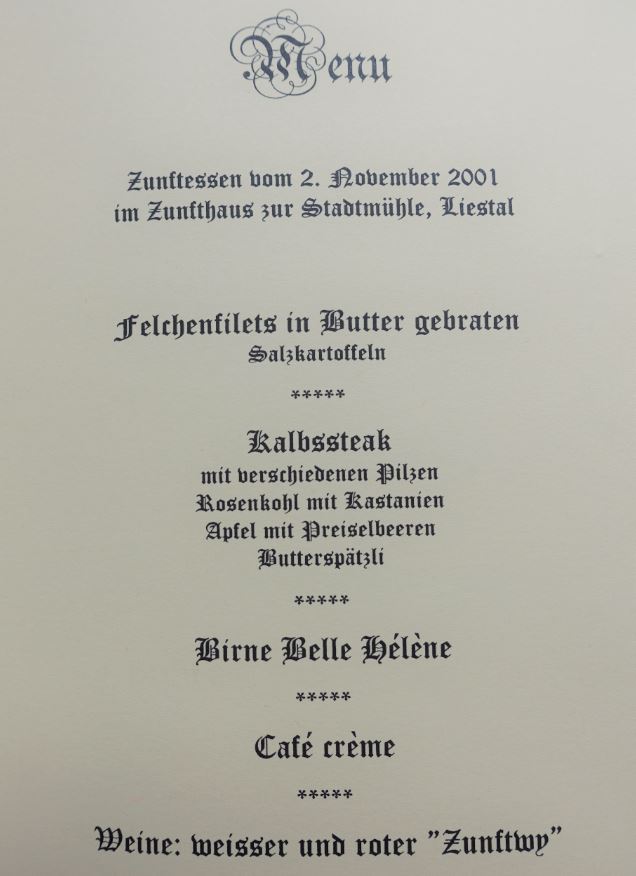 Menu
Zunftessen vom 2. November 2001
im Zunfthaus zur Stadtmühle, Liestal
Felchenfilets in Butter gebraten
Salzkartoffeln
*****
Kalbssteak
mit verschiedenen Pilzen
Rosenkohl mit Kastanien
Apfel mit Preiselbeeren
Butterspätzli
*****
Birne Belle Hélène
*****
Café crème
*****
Weine: weisser und roter "Zunftwy"